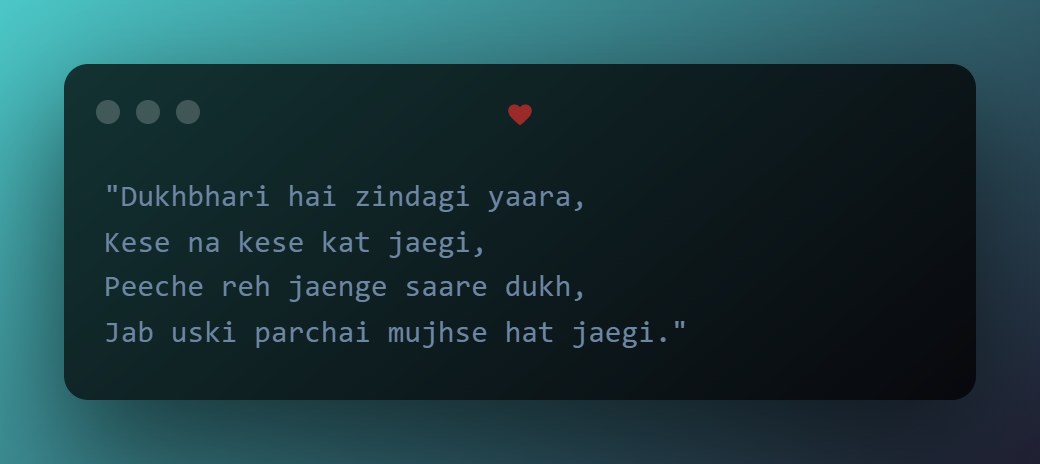 "Dukhbhari hai zindagi yaara,
Kese na kese kat jaegi,
Peeche reh jaenge saare dukh,
Jab uski parchai mujhse hat jaegi."